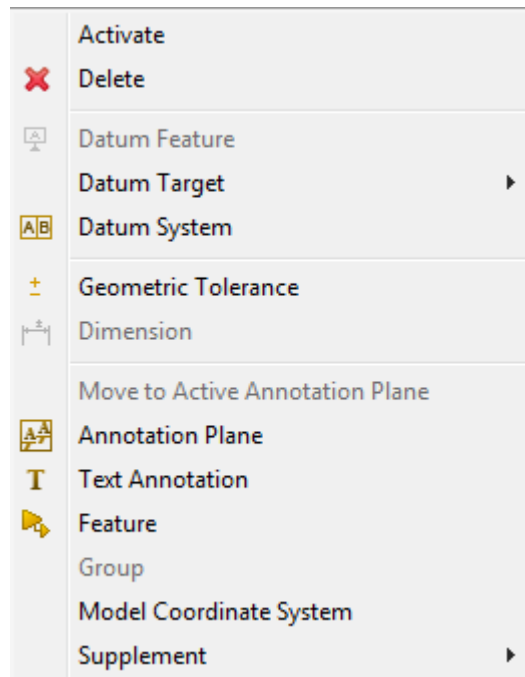 Activate
Delete
Datum Feature
Datum Target
Datum System
Geometric Tolerance
Dimension
Move to Active Annotation Plane
Annotation Plane
Text Annotation
Feature
Group
Model Coordinate System
Supplement